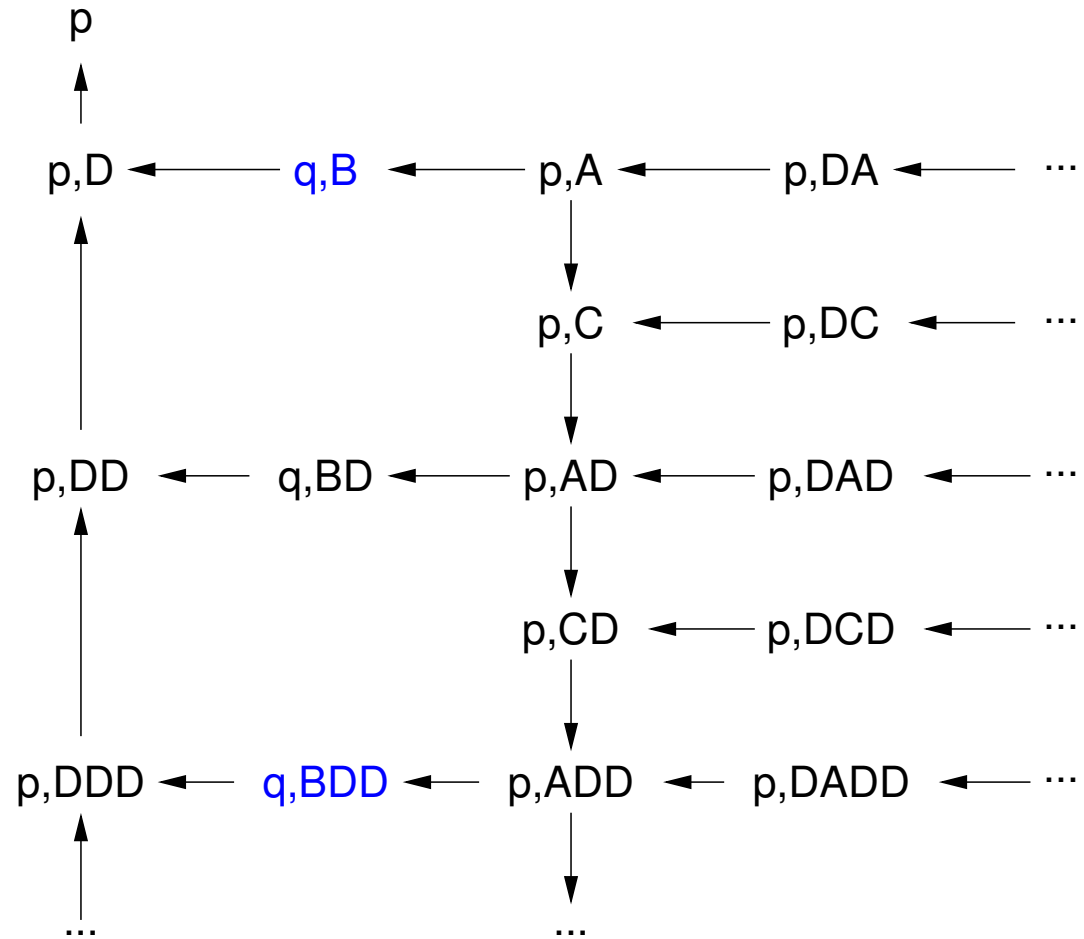 p
p,D q,B p,A p,DA ...
p,C p,DC ...
p,DD q,BD p,AD p,DAD ...
p,CD p,DCD ...
p,DDD q,BDD p,ADD p,DADD ...
... ...